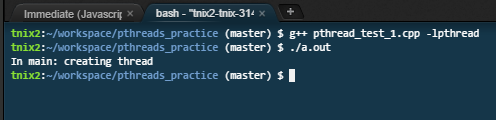 Immediate (Javascrip
bash - "tnix2-tnix-314
tnix2:~/workspace/pthreads_practice (master) $ g++ pthread_test_1.cpp -lpthread
tnix2:~/workspace/pthreads_practice (master) $ ./a.out
In main: creating thread
tnix2:~/workspace/pthreads_practice (master) $